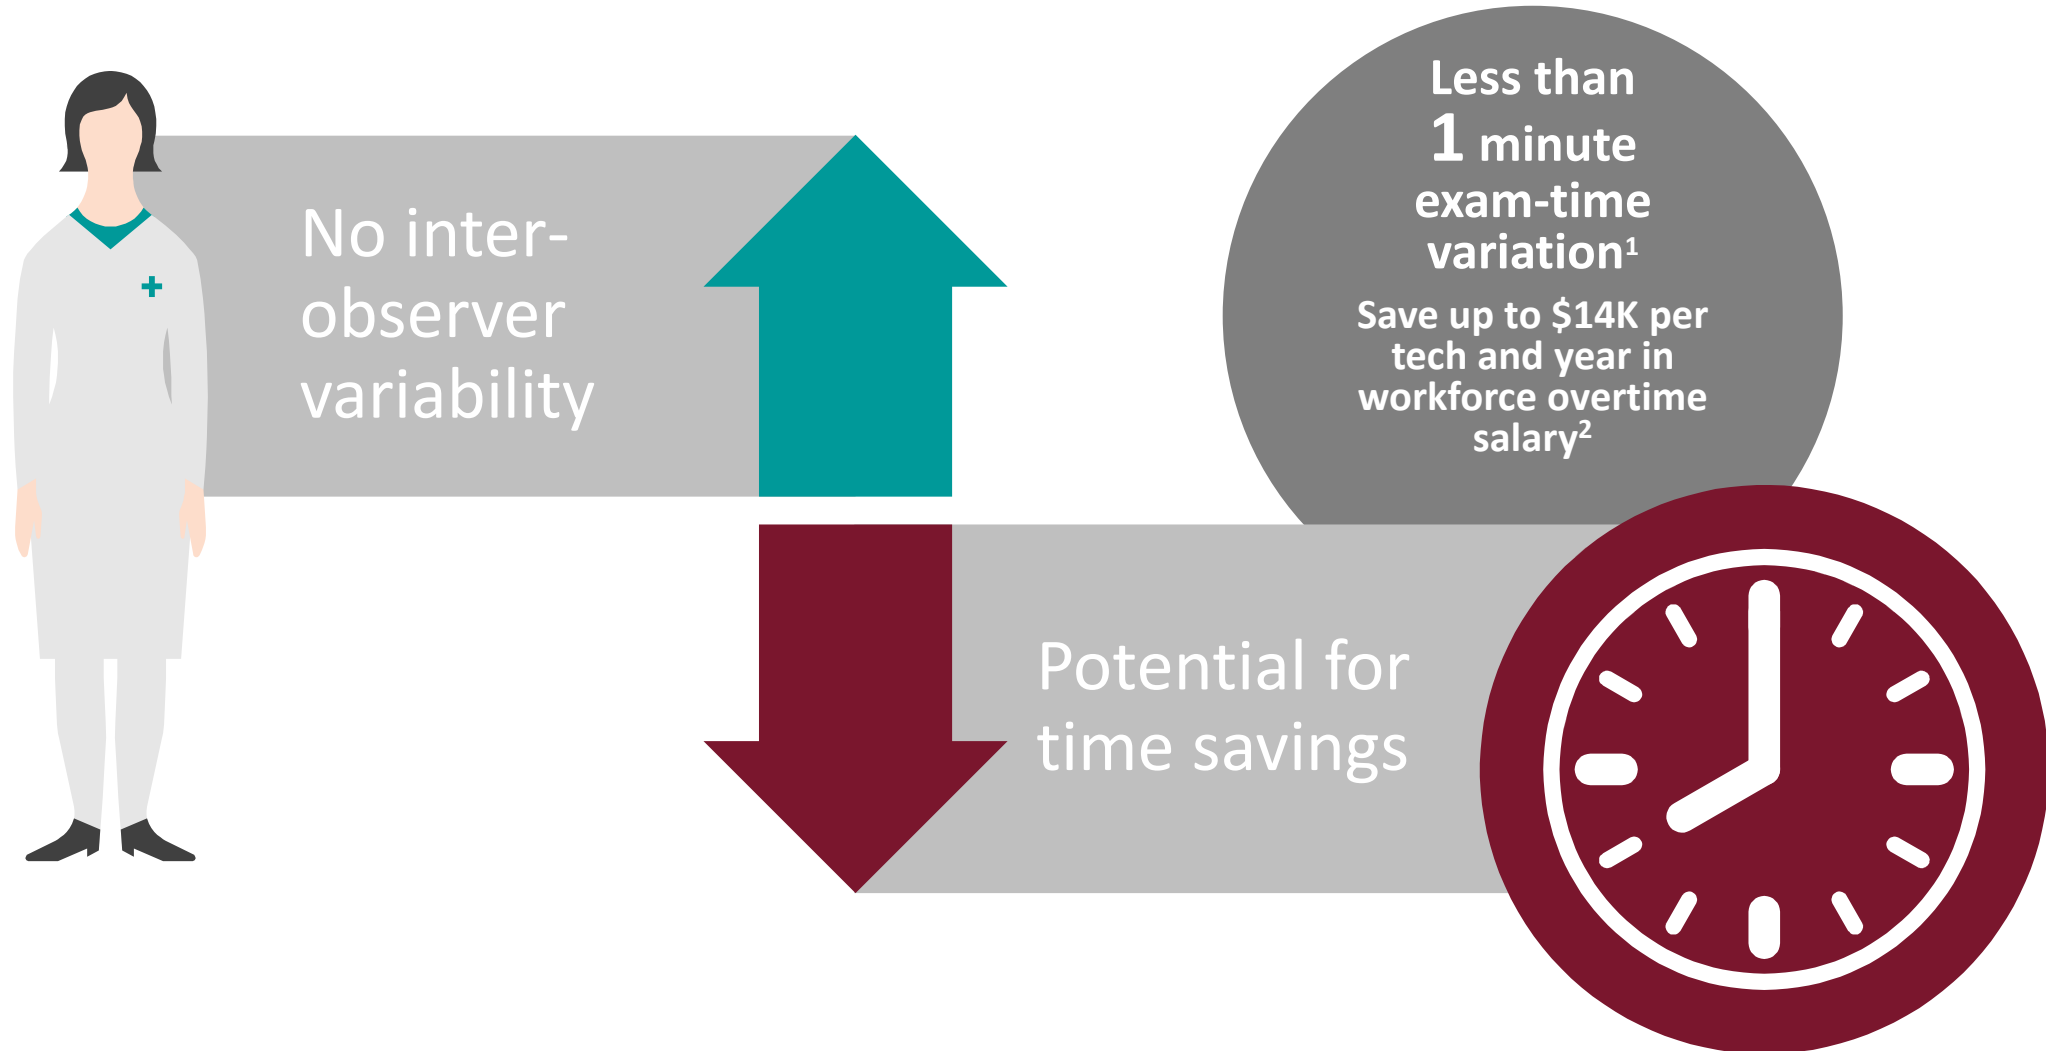 No inter-
observer
variability
Less than
1 minute
exam-time
variation¹
Save up to $14K per
tech and year in
workforce overtime
salary²
Potential for
time savings